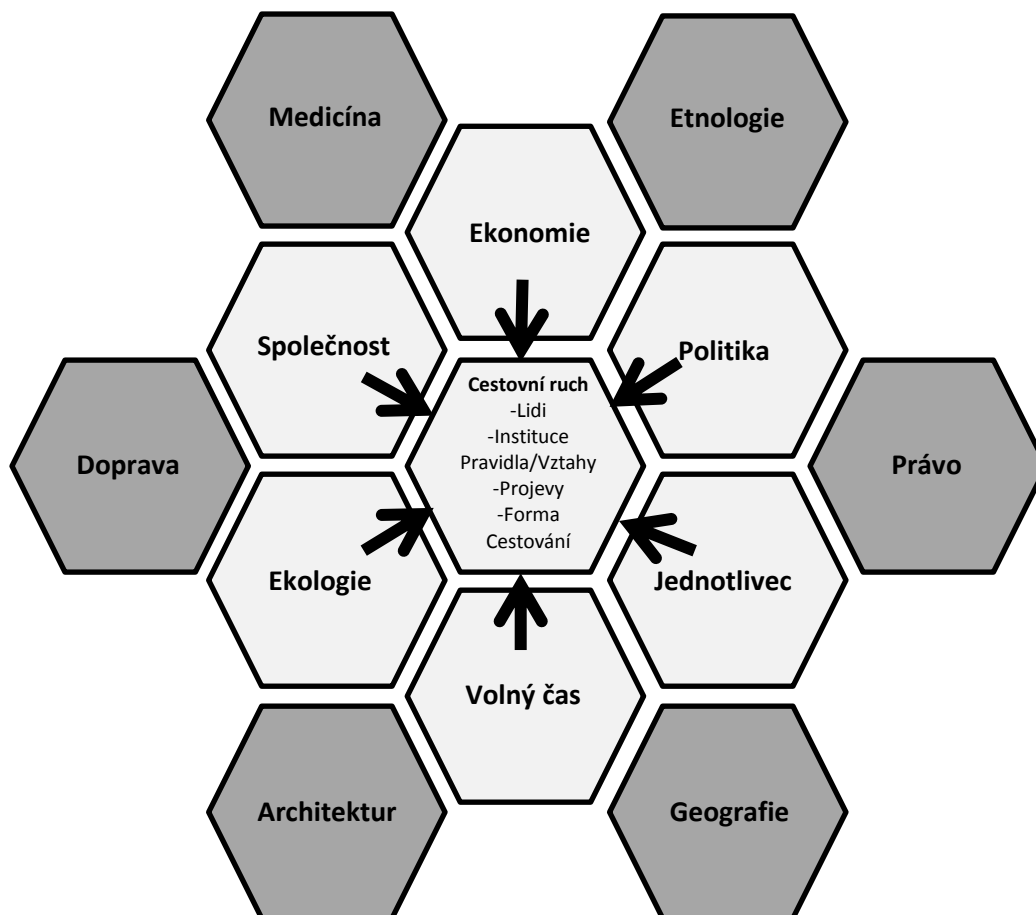 Medicína
Etnologie
Ekonomie
Společnost
Politika
Cestovní ruch
-Lidi
-Instituce
Pravidla/Vztahy
-Projevy
-Forma
Cestování
Doprava
Právo
Ekologie
Jednotlivec
Volný čas
Architektur
Geografie